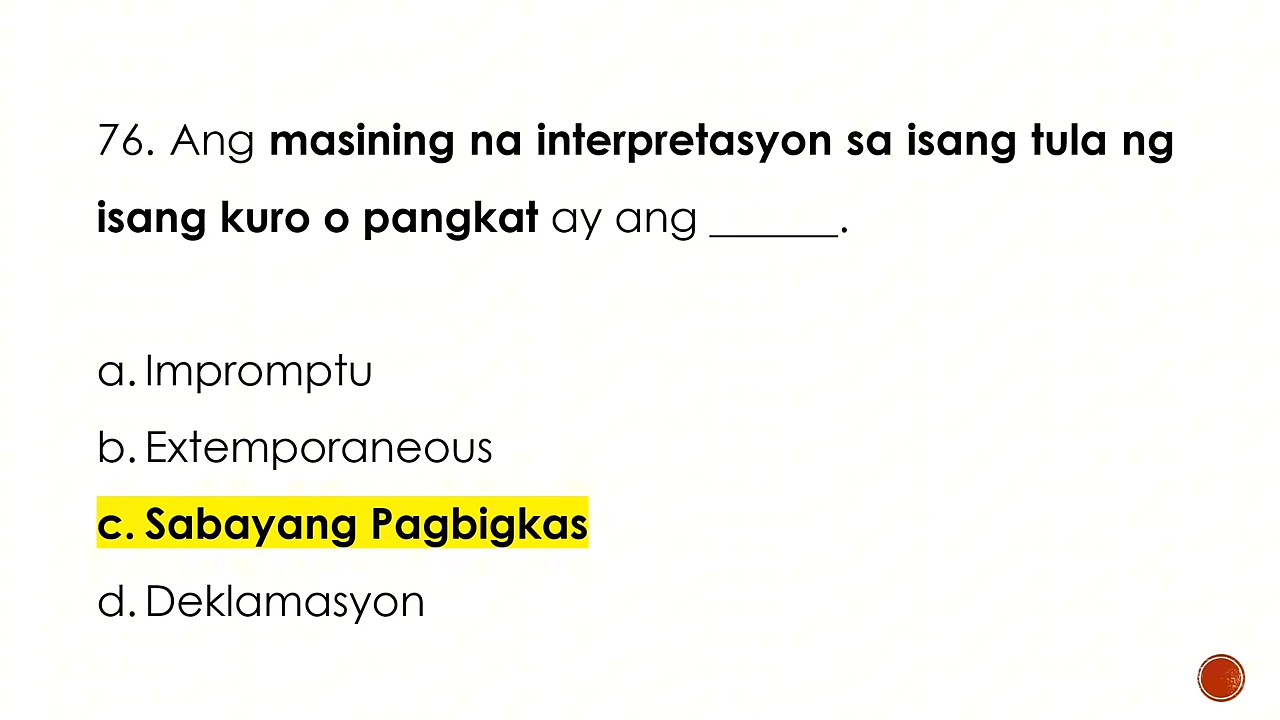 76. Ang masining na interpretasyon sa isang tula ng
isang kuro o pangkat ay ang ______.
a. Impromptu
b. Extemporaneous
c. Sabayang Pagbigkas
d. Deklamasyon